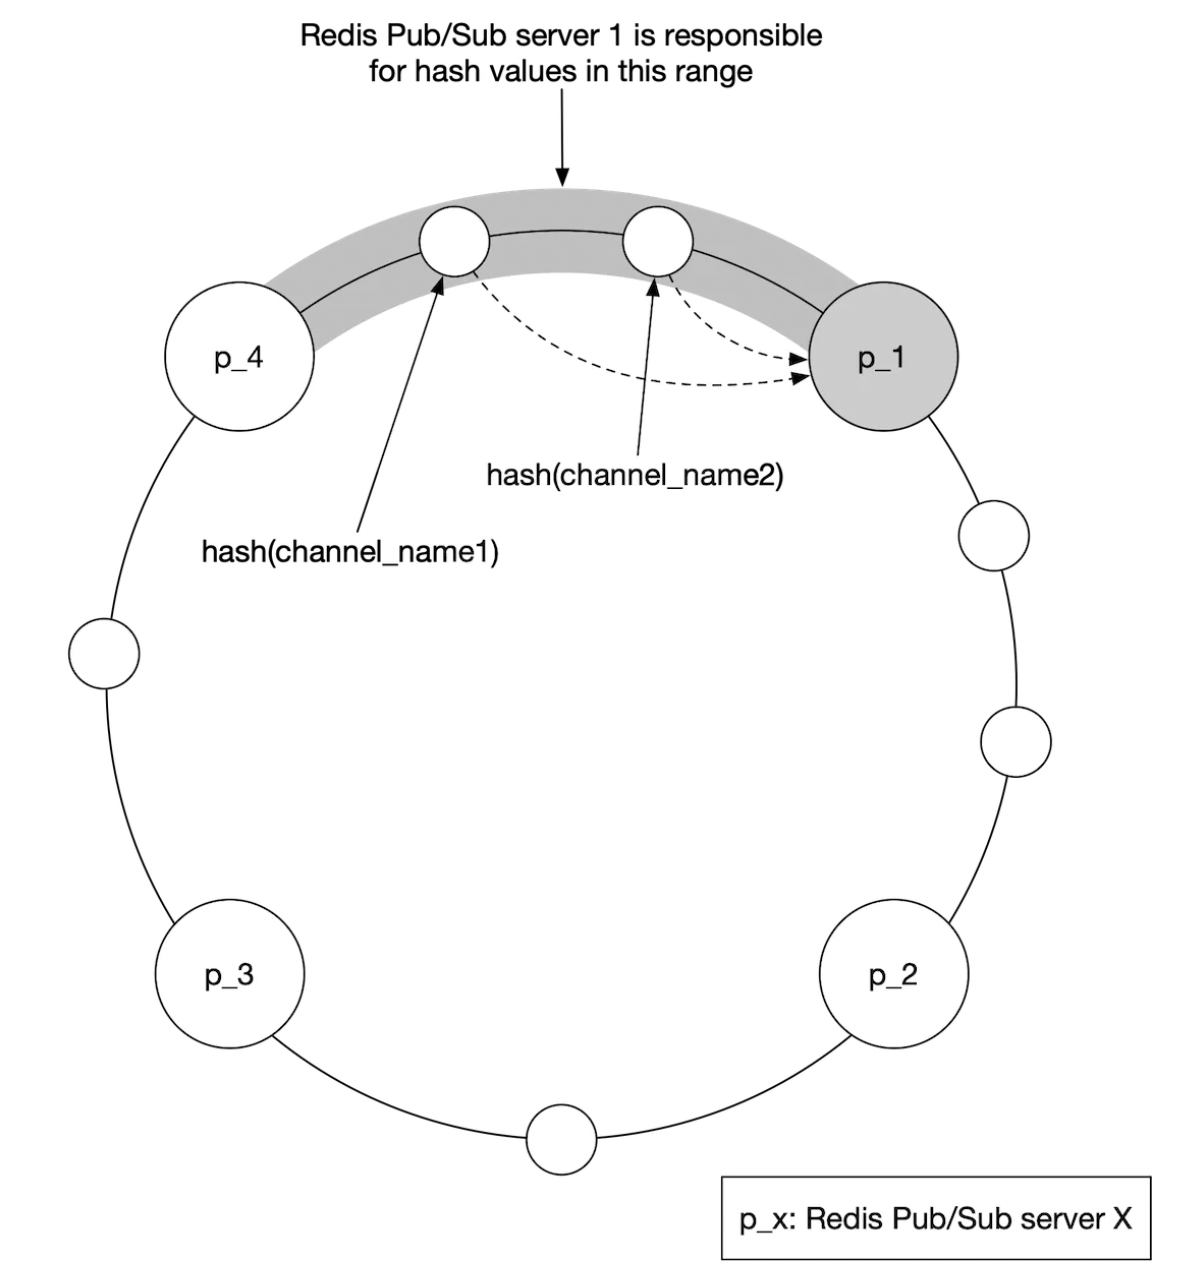 Redis Pub/Sub server 1 is responsible
for hash values in this range
p_4
p_1
hash(channel_name2)
hash(channel_name1)
p_3
p_2
p_x: Redis Pub/Sub server X